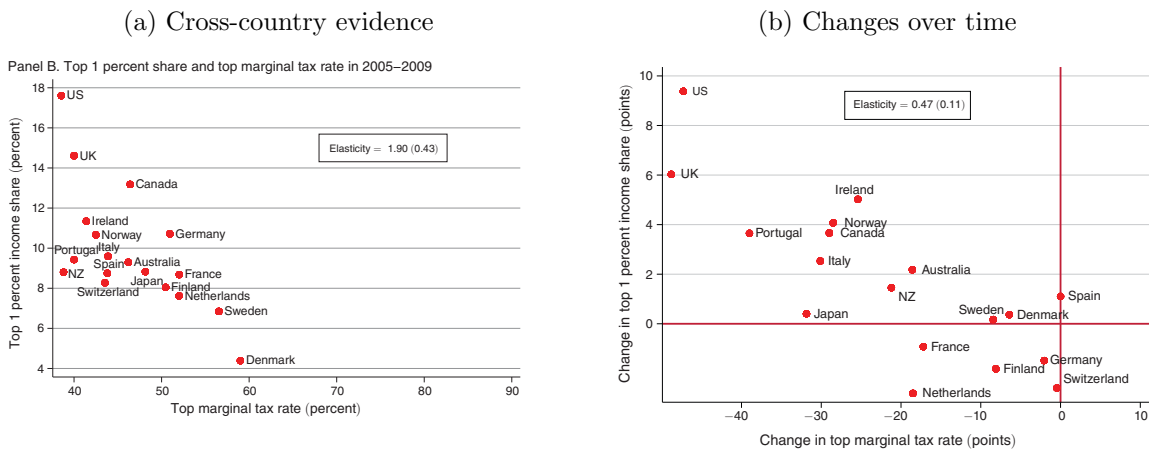 (a) Cross-country evidence
Panel B. Top 1 percent share and top marginal tax rate in 2005–2009
Top 1 percent income share (percent)
18
16
14
12
10
8
6
4
US
UK
Canada
Ireland
Norway
Germany
Portugal
Italy
Spain
Australia
NZ
Switzerland
Japan
France
Finland
Netherlands
Sweden
Denmark
Elasticity = 1.90 (0.43)
40 50 60 70 80 90
Top marginal tax rate (percent)
(b) Changes over time
Change in top 1 percent income share (points)
10
8
6
4
2
0
US
UK
Elasticity = 0.47 (0.11)
Ireland
Norway
Portugal
Canada
Italy
Australia
NZ
Spain
Japan
Sweden
Denmark
France
Germany
Finland
Switzerland
Netherlands
−40 −30 −20 −10 0 10
Change in top marginal tax rate (points)